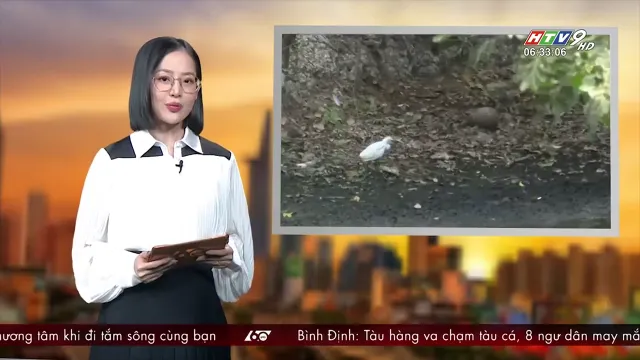 HTV9 HD
06:33:06
ương tâm khi đi tắm sông cùng bạn
60
Bình Định: Tàu hàng va chạm tàu cá, 8 ngư dân may mắ